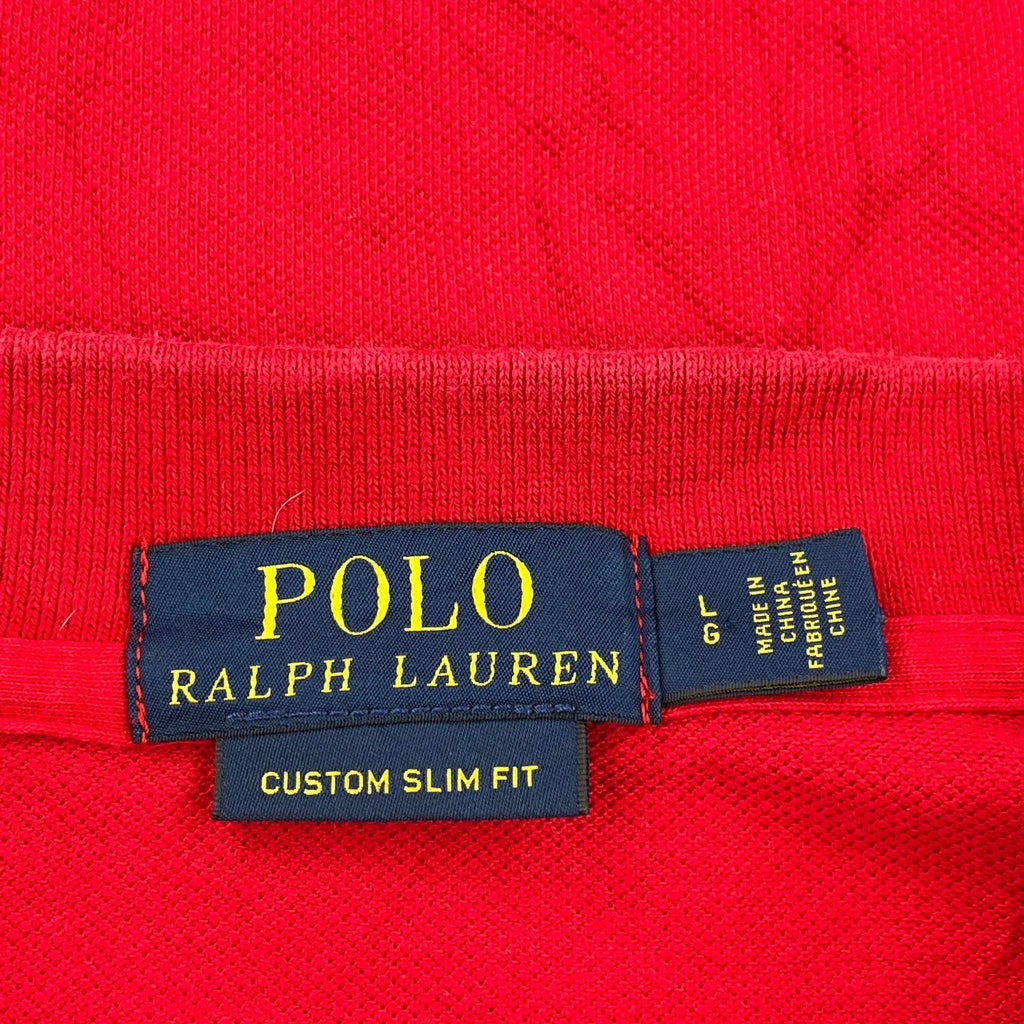 POLO
RALPH LAUREN
CUSTOM SLIM FIT
L
G
MADE IN
CHINA
FABRIQUÉ EN
CHINE